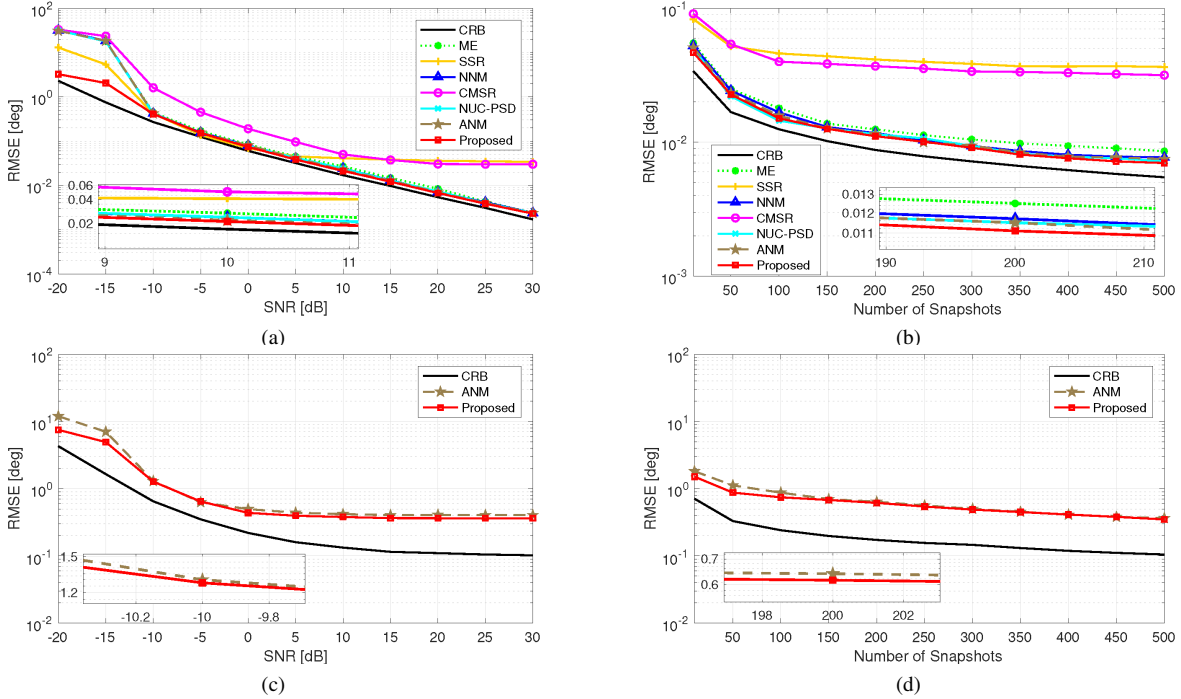 RMSE [deg]
10^2
10^0
10^-2
10^-4
CRB
ME
SSR
NNM
CMSR
NUC-PSD
ANM
Proposed
0.06
0.04
0.02
9 10 11
-20 -15 -10 -5 0 5 10 15 20 25 30
SNR [dB]
(a)
RMSE [deg]
10^-1
10^-2
10^-3
CRB
ME
SSR
NNM
CMSR
NUC-PSD
ANM
Proposed
0.013
0.012
0.011
190 200 210
50 100 150 200 250 300 350 400 450 500
Number of Snapshots
(b)
RMSE [deg]
10^2
10^1
10^0
10^-1
10^-2
CRB
ANM
Proposed
1.5
1.2
-10.2 -10 -9.8
-20 -15 -10 -5 0 5 10 15 20 25 30
SNR [dB]
(c)
RMSE [deg]
10^2
10^1
10^0
10^-1
10^-2
CRB
ANM
Proposed
0.7
0.6
198 200 202
50 100 150 200 250 300 350 400 450 500
Number of Snapshots
(d)